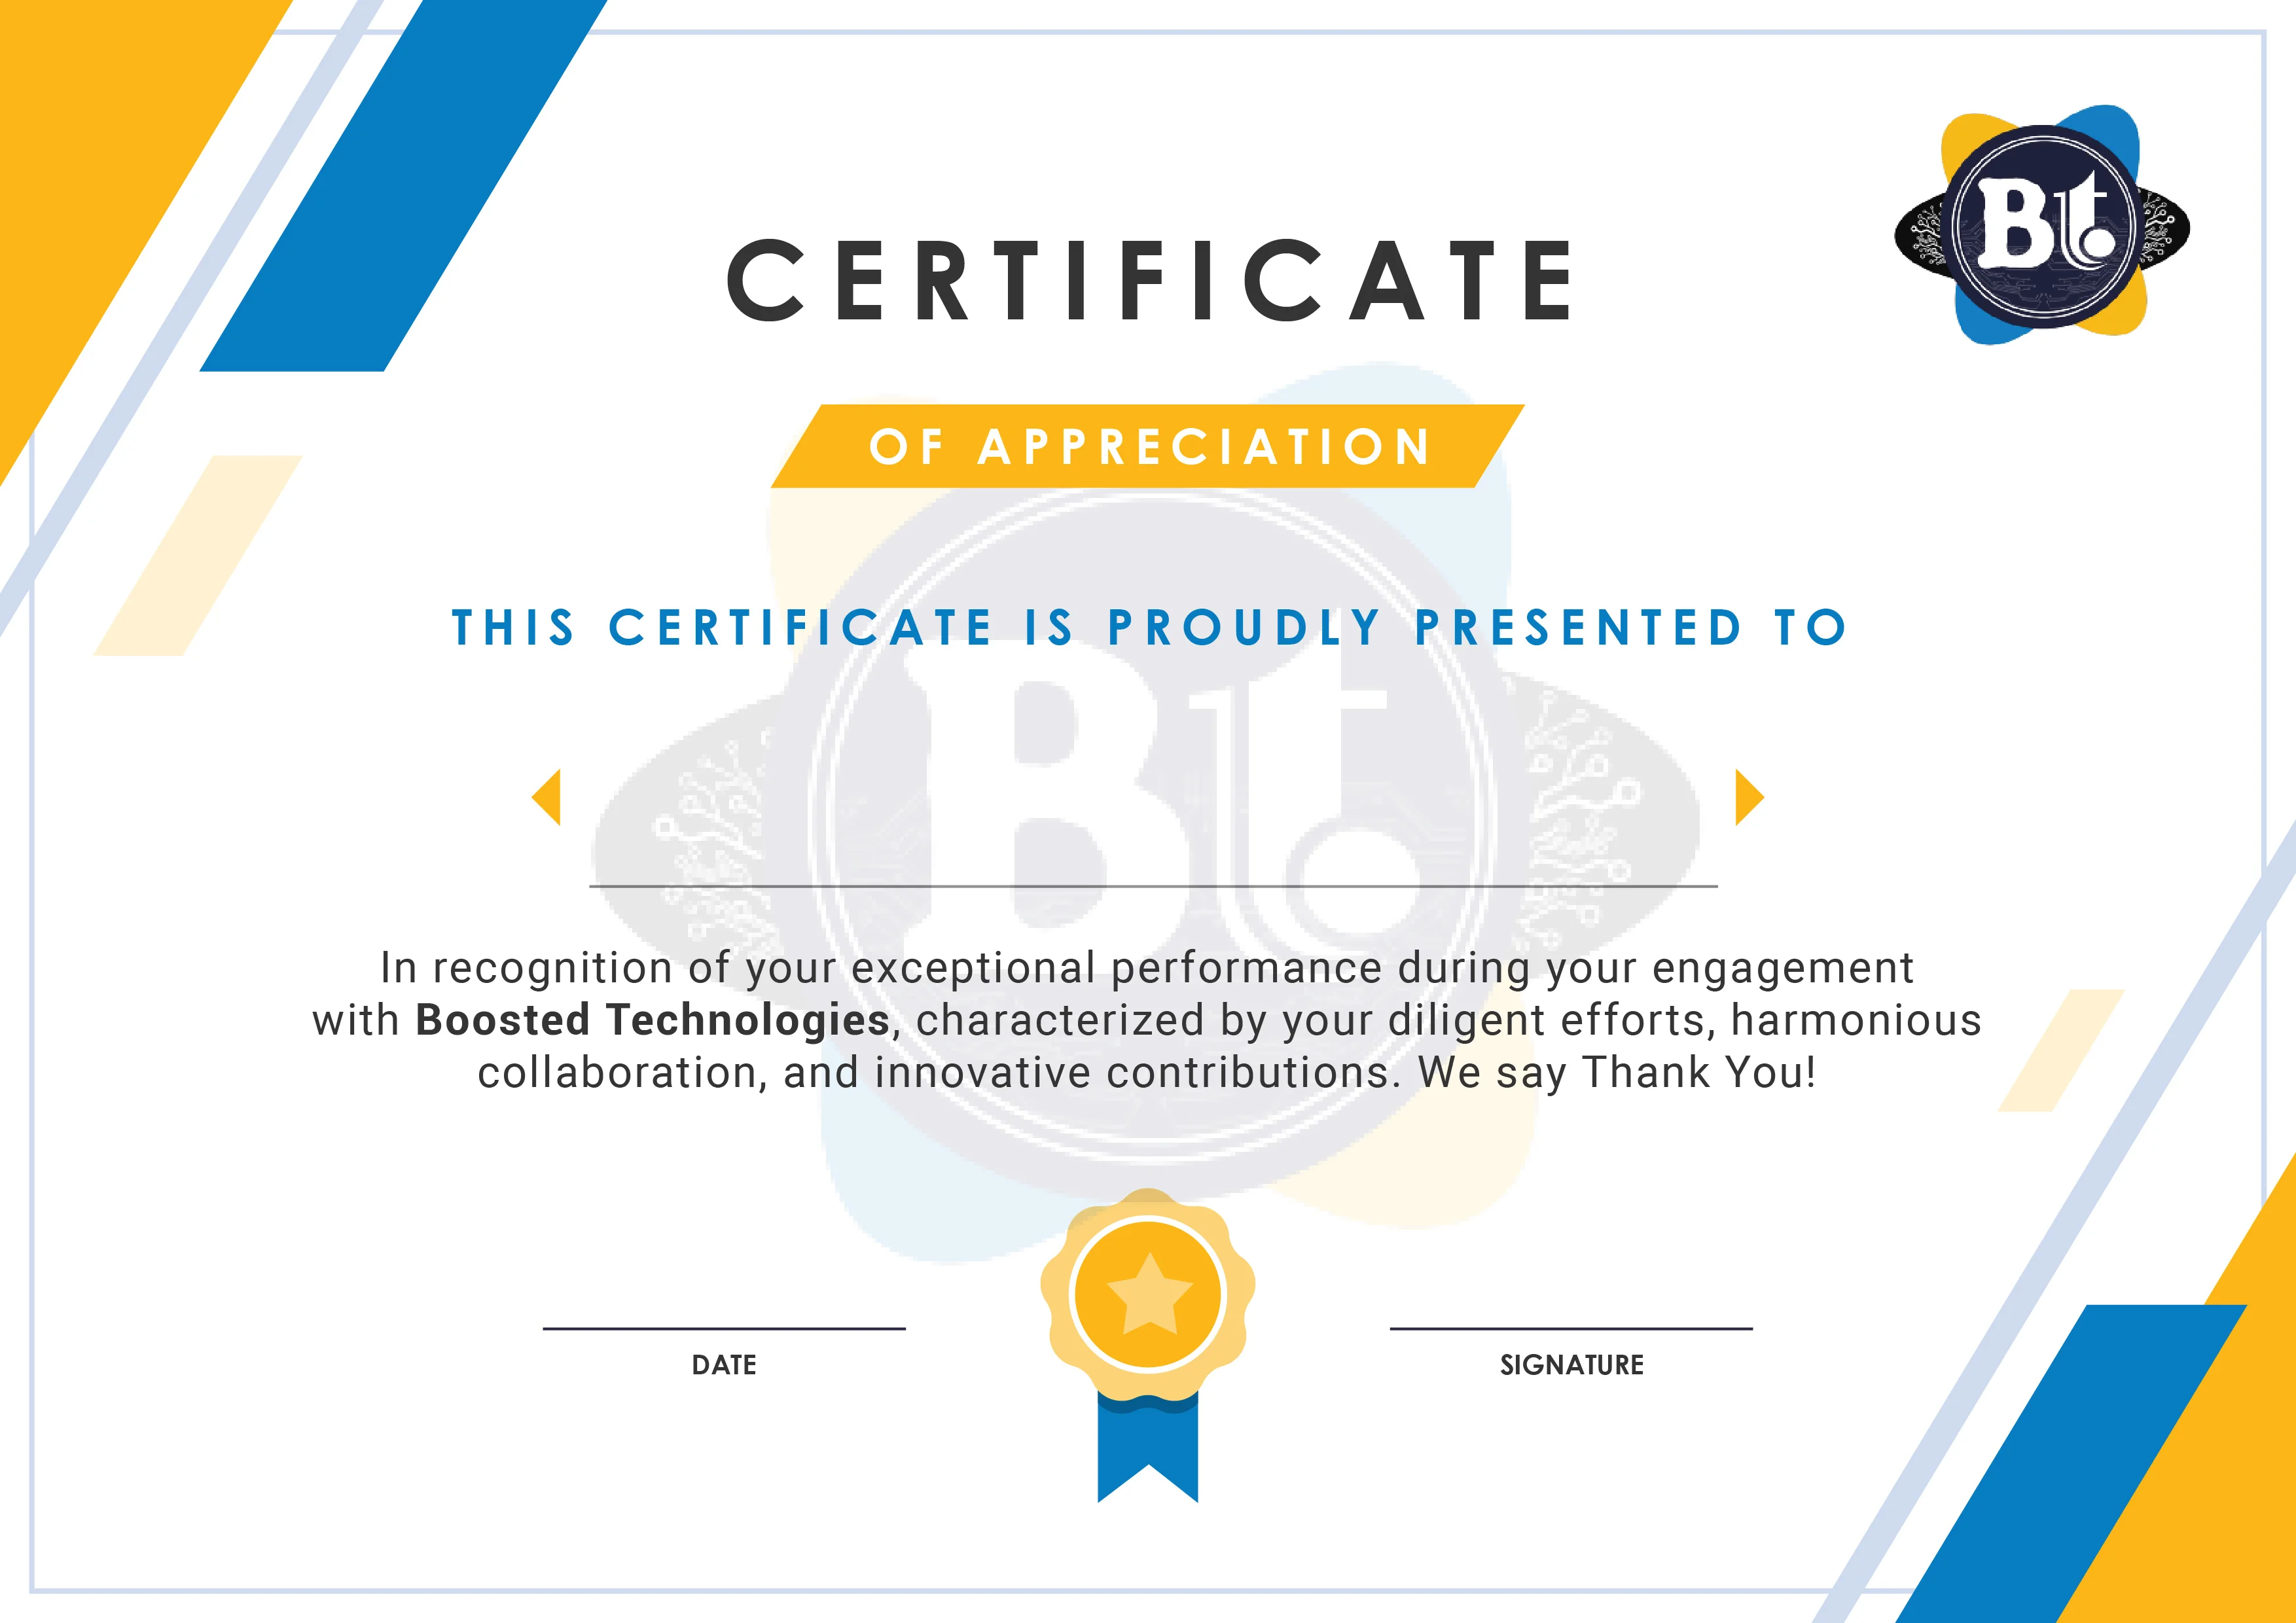 Bt
CERTIFICATE
OF APPRECIATION
THIS CERTIFICATE IS PROUDLY PRESENTED TO
Bt
In recognition of your exceptional performance during your engagement
with Boosted Technologies, characterized by your diligent efforts, harmonious
collaboration, and innovative contributions. We say Thank You!
DATE
SIGNATURE